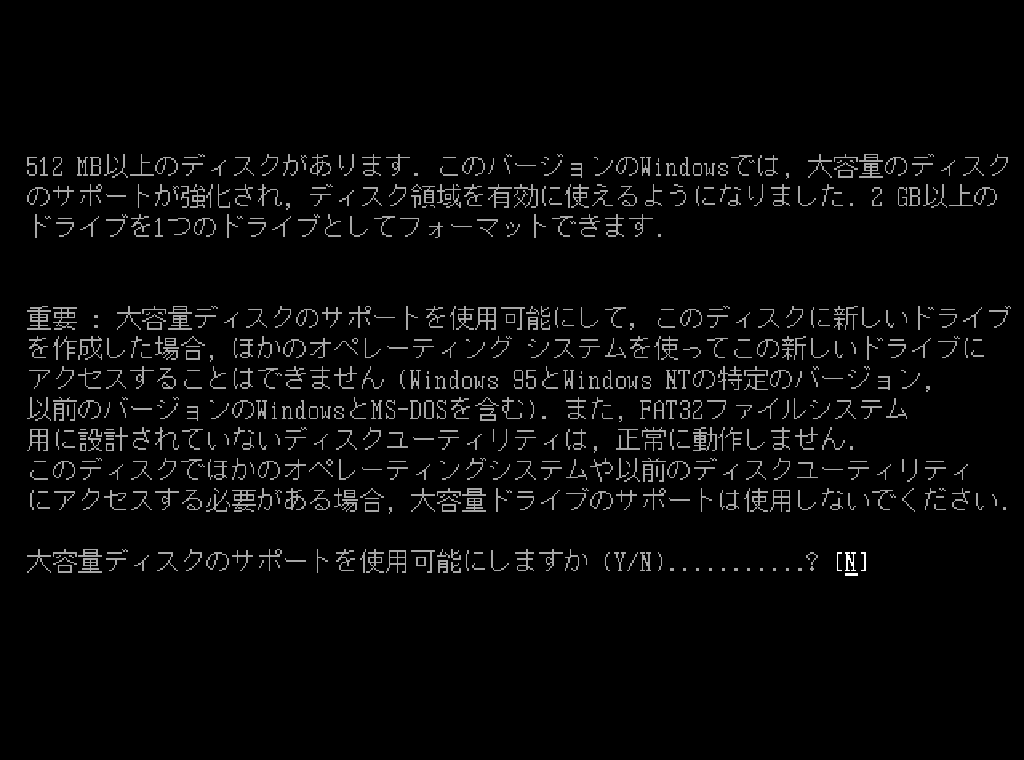 512 MB以上のディスクがあります. このバージョンのWindowsでは, 大容量のディスク
のサポートが強化され, ディスク領域を有効に使えるようになりました. 2 GB以上の
ドライブを1つのドライブとしてフォーマットできます.
重要 : 大容量ディスクのサポートを使用可能にして, このディスクに新しいドライブ
を作成した場合, ほかのオペレーティング システムを使ってこの新しいドライブに
アクセスすることはできません (Windows 95とWindows NTの特定のバージョン,
以前のバージョンのWindowsとMS-DOSを含む). また, FAT32ファイルシステム
用に設計されていないディスクユーティリティは, 正常に動作しません.
このディスクでほかのオペレーティングシステムや以前のディスクユーティリティ
にアクセスする必要がある場合, 大容量ドライブのサポートは使用しないでください.
大容量ディスクのサポートを使用可能にしますか (Y/N)...........? [N]